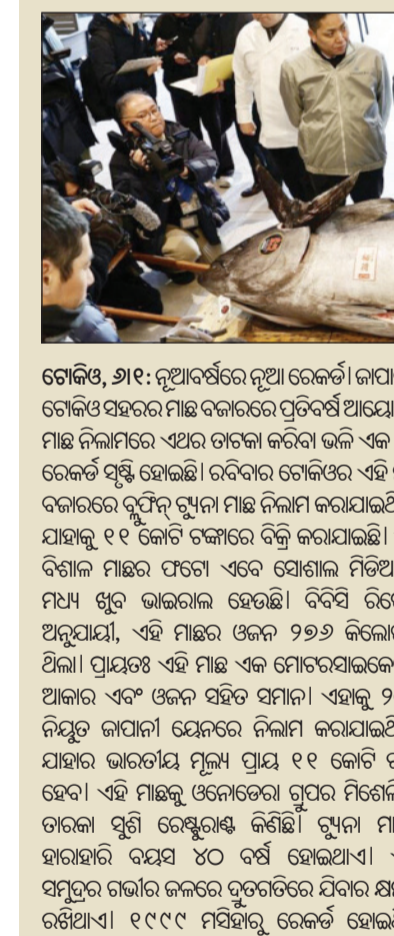 ଟୋକିଓ, ୬।୧: ନୂଆବର୍ଷରେ ନୂଆ ରେକର୍ଡ। ଜାପା
ଟୋକିଓ ସହରର ମାଛ ବଜାରରେ ପ୍ରତିବର୍ଷ ଆୟୋ
ମାଛ ନିଲାମରେ ଏଥର ତାଟକା କରିବା ଭଳି ଏକ
ରେକର୍ଡ ସୃଷ୍ଟି ହୋଇଛି। ରବିବାର ଟୋକିଓର ଏହି
ବଜାରରେ ବ୍ଲୁଫିନ୍ ଟ୍ୟୁନା ମାଛ ନିଲାମ କରାଯାଇଥି
ଯାହାକୁ ୧୧ କୋଟି ଟଙ୍କାରେ ବିକ୍ରି କରାଯାଇଛି।
ବିଶାଳ ମାଛର ଫଟୋ ଏବେ ସୋଶାଲ ମିଡିଆ
ମଧ୍ୟ ଖୁବ ଭାଇରାଲ ହେଉଛି। ବିବିସି ରିପୋ
ଅନୁଯାୟୀ, ଏହି ମାଛର ଓଜନ ୨୭୬ କିଲୋ
ଥିଲା। ପ୍ରାୟତଃ ଏହି ମାଛ ଏକ ମୋଟରସାଇକେ
ଆକାର ଏବଂ ଓଜନ ସହିତ ସମାନ। ଏହାକୁ ୨
ନିୟୁତ ଜାପାନୀ ୟେନରେ ନିଲାମ କରାଯାଇଥି
ଯାହାର ଭାରତୀୟ ମୂଲ୍ୟ ପ୍ରାୟ ୧୧ କୋଟି
ହେବ। ଏହି ମାଛକୁ ଓନୋଡେରା ଗ୍ରୁପର ମିଶେଲି
ତାରକା ସୁଶି ରେଷ୍ଟୁରାଣ୍ଟ କିଣିଛି। ଟ୍ୟୁନା ମା
ହାରାହାରି ବୟସ ୪୦ ବର୍ଷ ହୋଇଥାଏ।
ସମୁଦ୍ରର ଗଭୀର ଜଳରେ ଦ୍ରୁତଗତିରେ ଯିବାର କ୍ଷ
ରଖିଥାଏ। ୧୯୯୯ ମସିହାରୁ ରେକର୍ଡ ହୋଇ